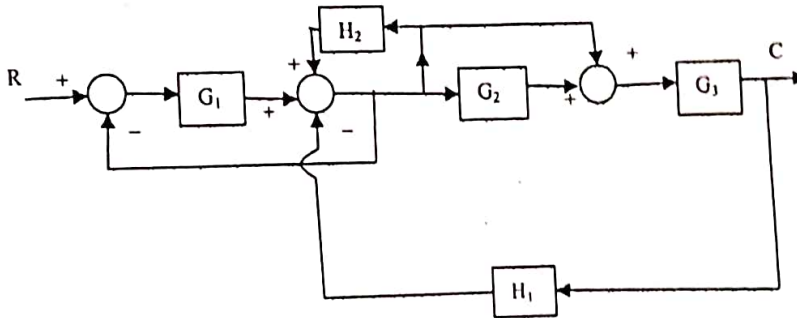 H₂
R
+
+
+
C
G₁
G₂
G₃
+
+
−
−
H₁